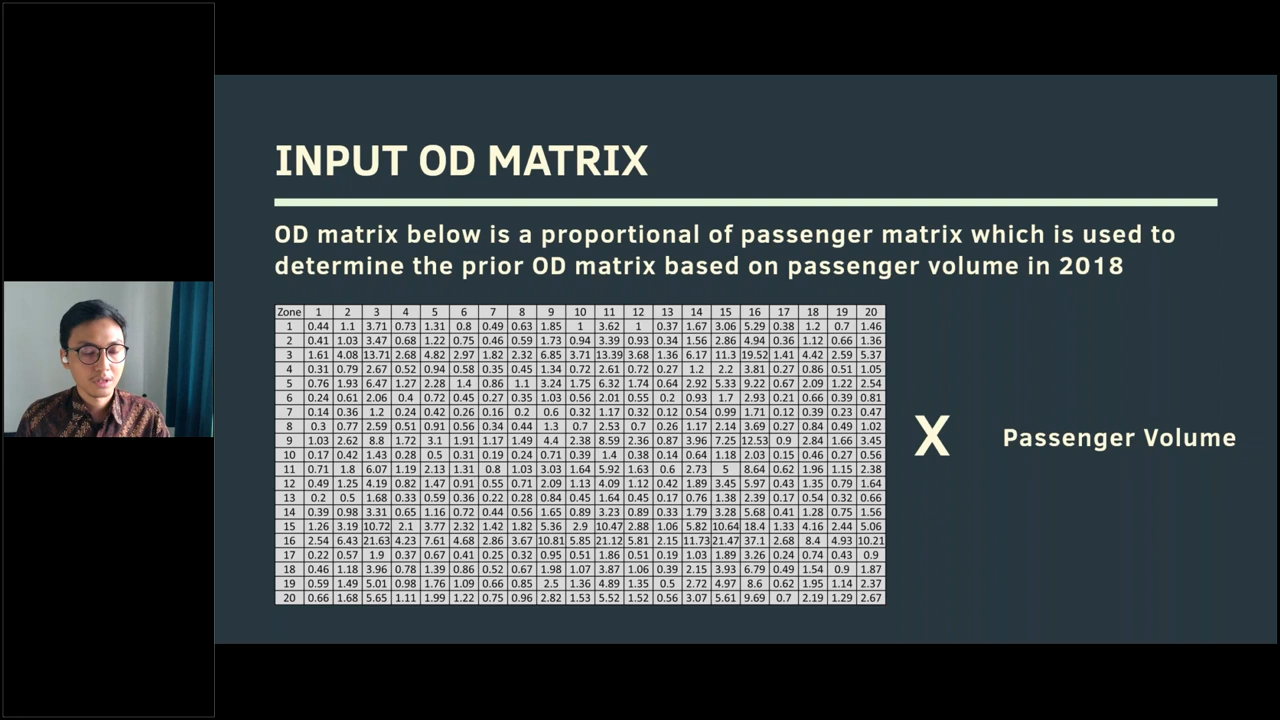 INPUT OD MATRIX
OD matrix below is a proportional of passenger matrix which is used to
determine the prior OD matrix based on passenger volume in 2018
Zone 1 2 3 4 5 6 7 8 9 10 11 12 13 14 15 16 17 18 19 20
1 0.44 1.1 3.71 0.73 1.31 0.8 0.49 0.63 1.85 1 3.62 1 0.37 1.67 3.06 5.29 0.38 1.2 0.7 1.46
2 0.41 1.03 3.47 0.68 1.22 0.75 0.46 0.59 1.73 0.94 3.39 0.93 0.34 1.56 2.86 4.94 0.36 1.12 0.66 1.36
3 1.61 4.08 13.71 2.68 4.82 2.97 1.82 2.32 6.85 3.71 13.39 3.68 1.36 6.17 11.3 19.52 1.41 4.42 2.59 5.37
4 0.31 0.79 2.67 0.52 0.94 0.58 0.35 0.45 1.34 0.72 2.61 0.72 0.27 1.2 2.2 3.81 0.27 0.86 0.51 1.05
5 0.76 1.93 6.47 1.27 2.28 1.4 0.86 1.1 3.24 1.75 6.32 1.74 0.64 2.92 5.33 9.22 0.67 2.09 1.22 2.54
6 0.24 0.61 2.06 0.4 0.72 0.45 0.27 0.35 1.03 0.56 2.01 0.55 0.2 0.93 1.7 2.93 0.21 0.66 0.39 0.81
7 0.14 0.36 1.2 0.24 0.42 0.26 0.16 0.2 0.6 0.32 1.17 0.32 0.12 0.54 0.99 1.71 0.12 0.39 0.23 0.47
8 0.3 0.77 2.59 0.51 0.91 0.56 0.34 0.44 1.3 0.7 2.53 0.7 0.26 1.17 2.14 3.69 0.27 0.84 0.49 1.02
9 1.03 2.62 8.8 1.72 3.1 1.91 1.17 1.49 4.4 2.38 8.59 2.36 0.87 3.96 7.25 12.53 0.9 2.84 1.66 3.45
10 0.17 0.42 1.43 0.28 0.5 0.31 0.19 0.24 0.71 0.39 1.4 0.38 0.14 0.64 1.18 2.03 0.15 0.46 0.27 0.56
11 0.71 1.8 6.07 1.19 2.13 1.31 0.8 1.03 3.03 1.64 5.92 1.63 0.6 2.73 5 8.64 0.62 1.96 1.15 2.38
12 0.49 1.25 4.19 0.82 1.47 0.91 0.55 0.71 2.09 1.13 4.09 1.12 0.42 1.89 3.45 5.97 0.43 1.35 0.79 1.64
13 0.2 0.5 1.68 0.33 0.59 0.36 0.22 0.28 0.84 0.45 1.64 0.45 0.17 0.76 1.38 2.39 0.17 0.54 0.32 0.66
14 0.39 0.98 3.31 0.65 1.16 0.72 0.43 0.56 1.65 0.89 3.23 0.89 0.33 1.79 3.28 5.68 0.41 1.28 0.75 1.56
15 1.26 3.19 10.72 2.1 3.77 2.32 1.42 1.82 5.36 2.9 10.47 2.88 1.06 5.82 10.64 18.4 1.33 4.16 2.44 5.06
16 2.54 6.43 21.63 4.23 7.61 4.68 2.86 3.67 10.81 5.85 21.12 5.81 2.15 11.73 21.47 37.1 2.68 8.4 4.93 10.21
17 0.22 0.57 1.9 0.37 0.67 0.41 0.25 0.32 0.95 0.51 1.86 0.51 0.19 1.03 1.89 3.26 0.24 0.74 0.43 0.9
18 0.46 1.18 3.96 0.78 1.39 0.86 0.52 0.67 1.98 1.07 3.87 1.06 0.39 2.15 3.93 6.79 0.49 1.54 0.9 1.87
19 0.59 1.49 5.01 0.98 1.76 1.09 0.66 0.85 2.5 1.36 4.89 1.35 0.5 2.72 4.97 8.6 0.62 1.95 1.14 2.37
20 0.66 1.68 5.65 1.11 1.99 1.22 0.75 0.96 2.82 1.53 5.52 1.52 0.56 3.07 5.61 9.69 0.7 2.19 1.29 2.67
X Passenger Volume